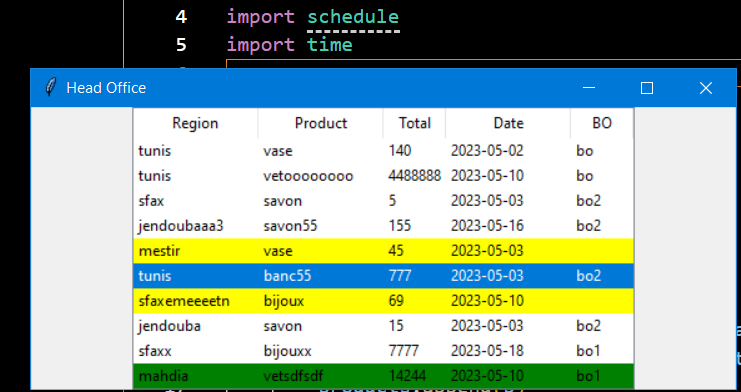 4 import schedule
5 import time
Head Office
Region Product Total Date BO
tunis vase 140 2023-05-02 bo
tunis vetoooooooo 4488888 2023-05-10 bo
sfax savon 5 2023-05-03 bo2
jendoubaaa3 savon55 155 2023-05-16 bo2
mestir vase 45 2023-05-03
tunis banc55 777 2023-05-03 bo2
sfaxemeeeetn bijoux 69 2023-05-10
jendouba savon 15 2023-05-03 bo2
sfaxx bijouxx 7777 2023-05-18 bo1
mahdia vetsdfsdf 14244 2023-05-10 bo1